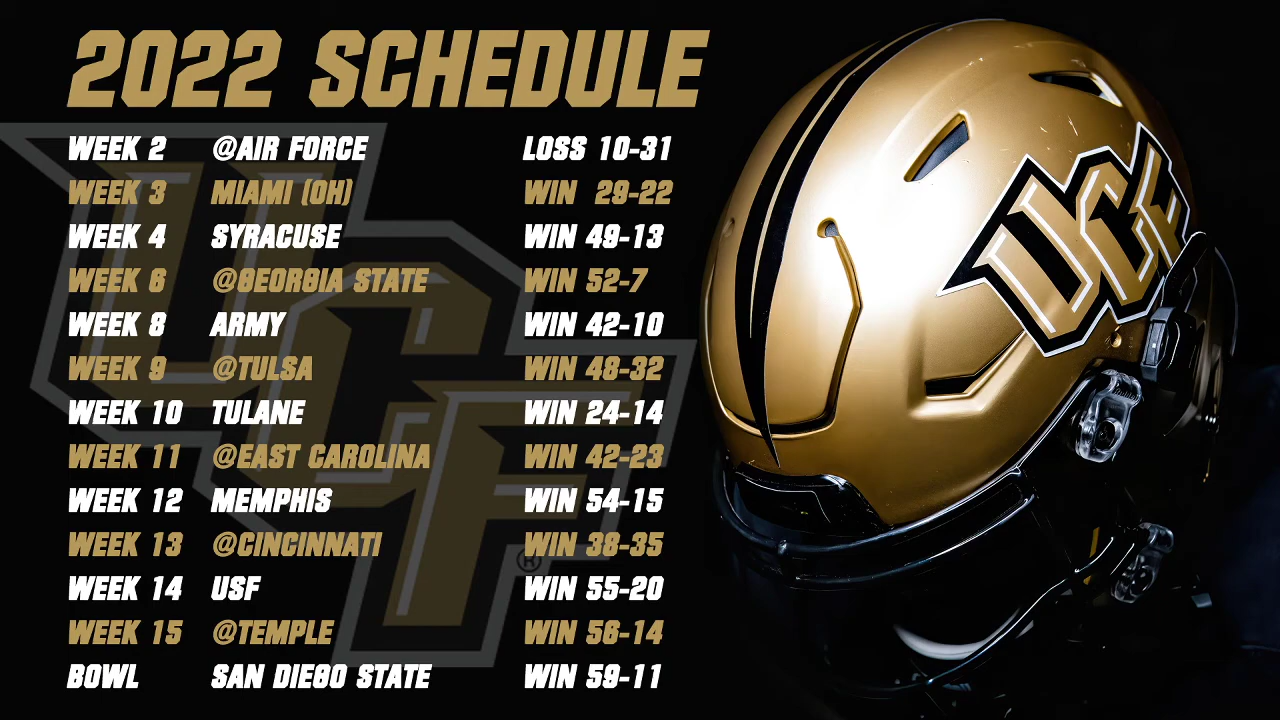 2022 SCHEDULE
WEEK 2 @AIR FORCE LOSS 10-31
WEEK 3 MIAMI (OH) WIN 29-22
WEEK 4 SYRACUSE WIN 49-13
WEEK 6 @GEORGIA STATE WIN 52-7
WEEK 8 ARMY WIN 42-10
WEEK 9 @TULSA WIN 48-32
WEEK 10 TULANE WIN 24-14
WEEK 11 @EAST CAROLINA WIN 42-23
WEEK 12 MEMPHIS WIN 54-15
WEEK 13 @CINCINNATI WIN 38-35
WEEK 14 USF WIN 55-20
WEEK 15 @TEMPLE WIN 56-14
BOWL SAN DIEGO STATE WIN 59-11
UCF
®
UCF